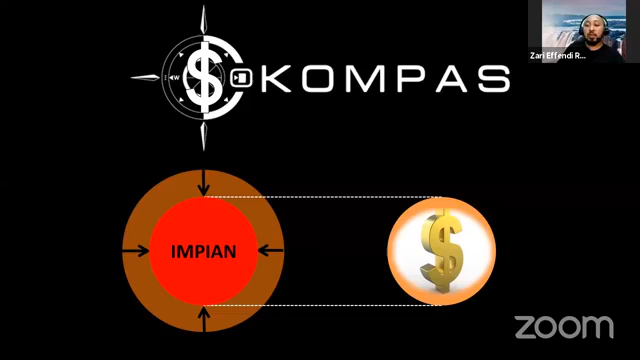 $ KOMPAS
Zari Effendi R...
W
IMPIAN
$
zoom